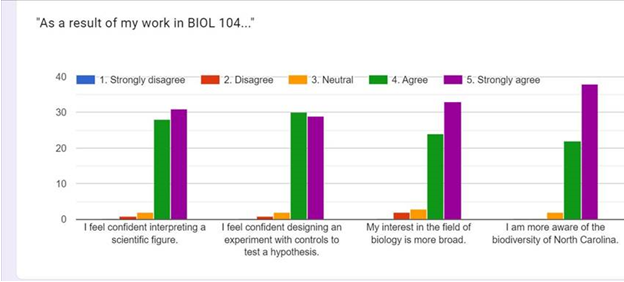 "As a result of my work in BIOL 104..."
40
1. Strongly disagree 2. Disagree 3. Neutral 4. Agree 5. Strongly agree
30
20
10
0
I feel confident interpreting a
scientific figure.
I feel confident designing an
experiment with controls to
test a hypothesis.
My interest in the field of
biology is more broad.
I am more aware of the
biodiversity of North Carolina.